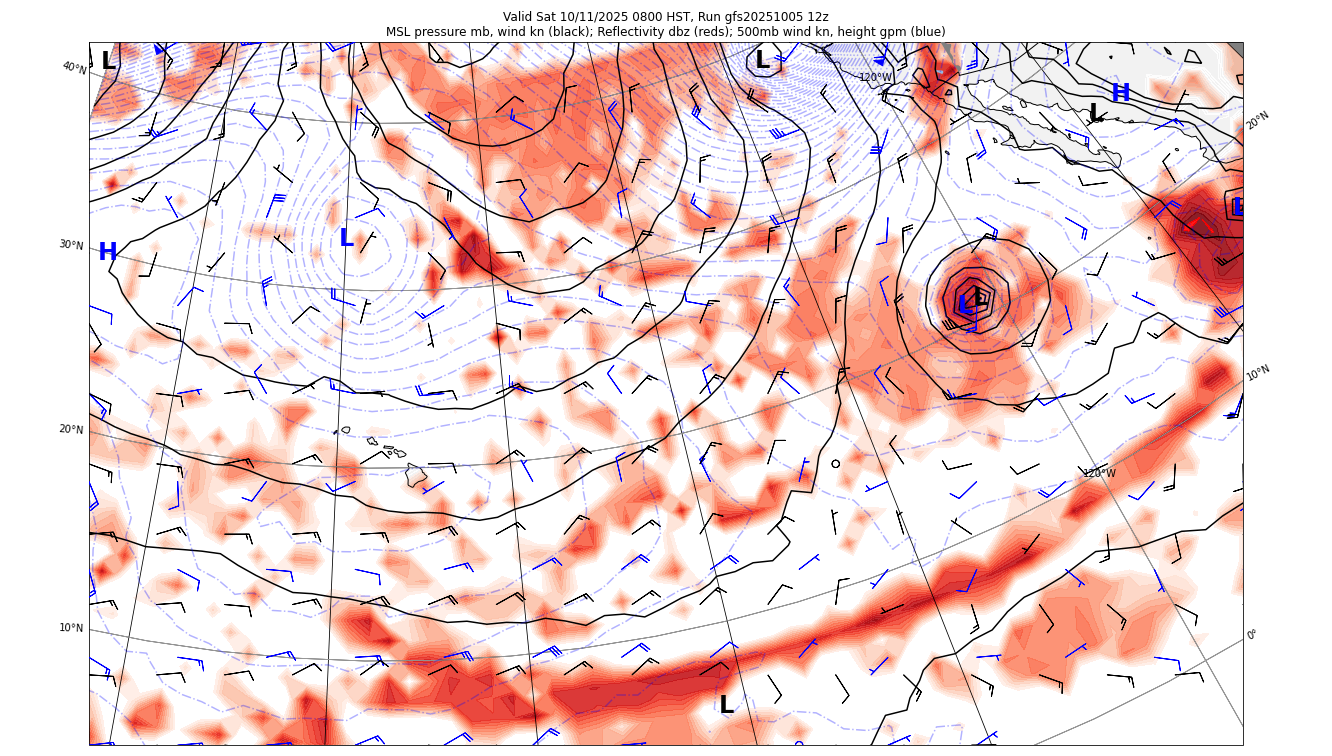 Valid Sat 10/11/2025 0800 HST, Run gfs20251005 12z
MSL pressure mb, wind kn (black); Reflectivity dbz (reds); 500mb wind kn, height gpm (blue)
L
L
40°N
120°W
H
L
20°N
L
30°N
H
L
L
L
10°N
20°N
120°W
10°N
0°
L